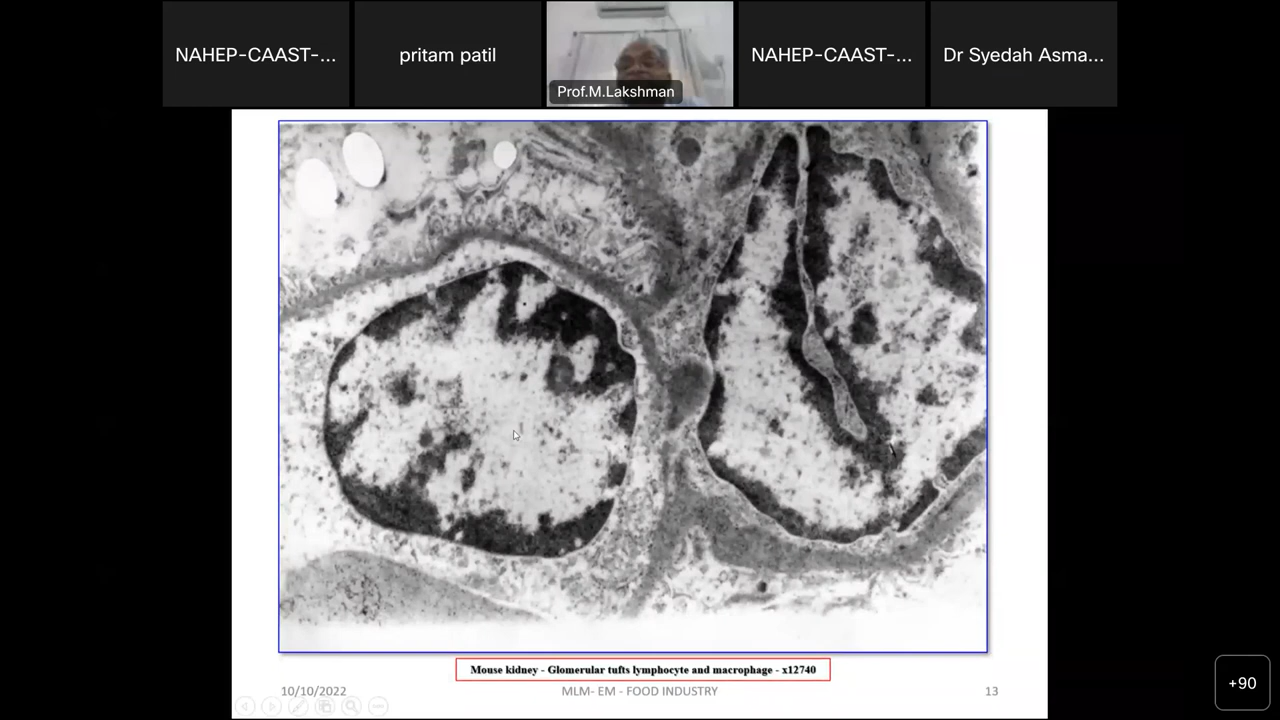 NAHEP-CAAST-...
pritam patil
Prof.M.Lakshman
NAHEP-CAAST-...
Dr Syedah Asma...
Mouse kidney - Glomerular tufts lymphocyte and macrophage - x12740
10/10/2022
MLM- EM - FOOD INDUSTRY
13
+90